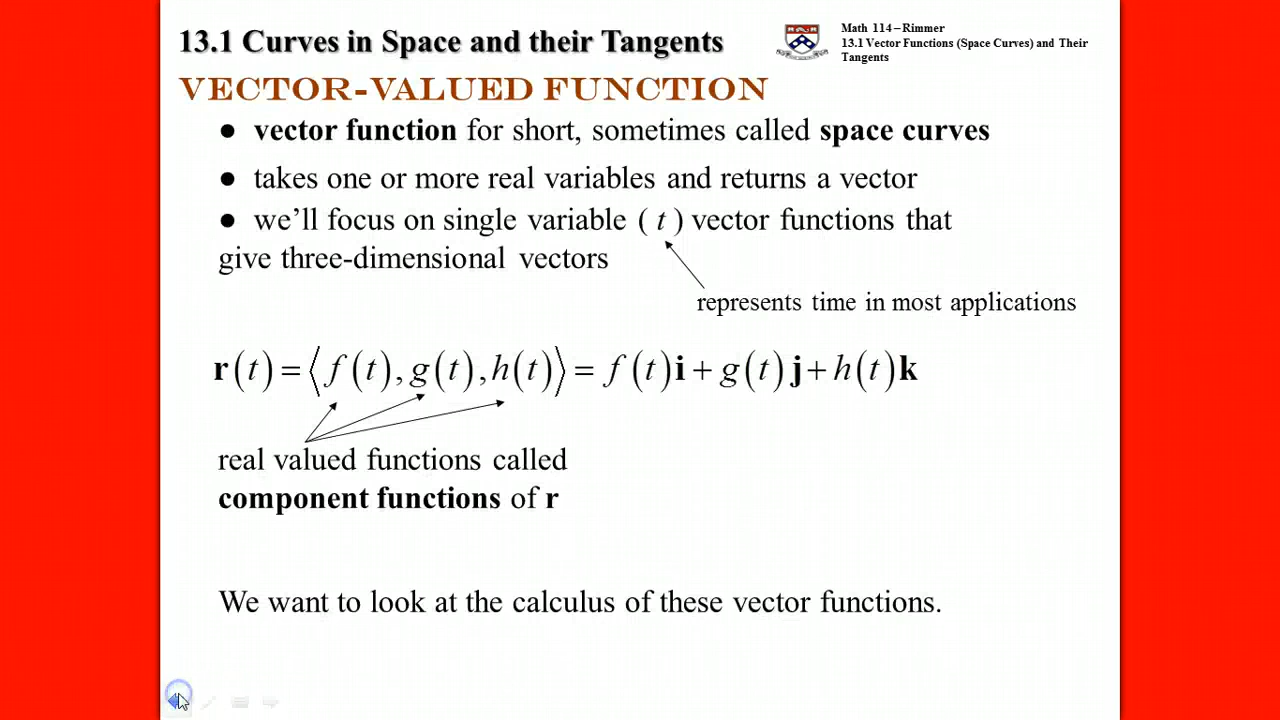 13.1 Curves in Space and their Tangents
Math 114 – Rimmer
13.1 Vector Functions (Space Curves) and Their
Tangents
VECTOR-VALUED FUNCTION
● vector function for short, sometimes called space curves
● takes one or more real variables and returns a vector
● we'll focus on single variable ( t ) vector functions that
give three-dimensional vectors
represents time in most applications
r(t) = ⟨f(t), g(t), h(t)⟩ = f(t)i + g(t)j + h(t)k
real valued functions called
component functions of r
We want to look at the calculus of these vector functions.